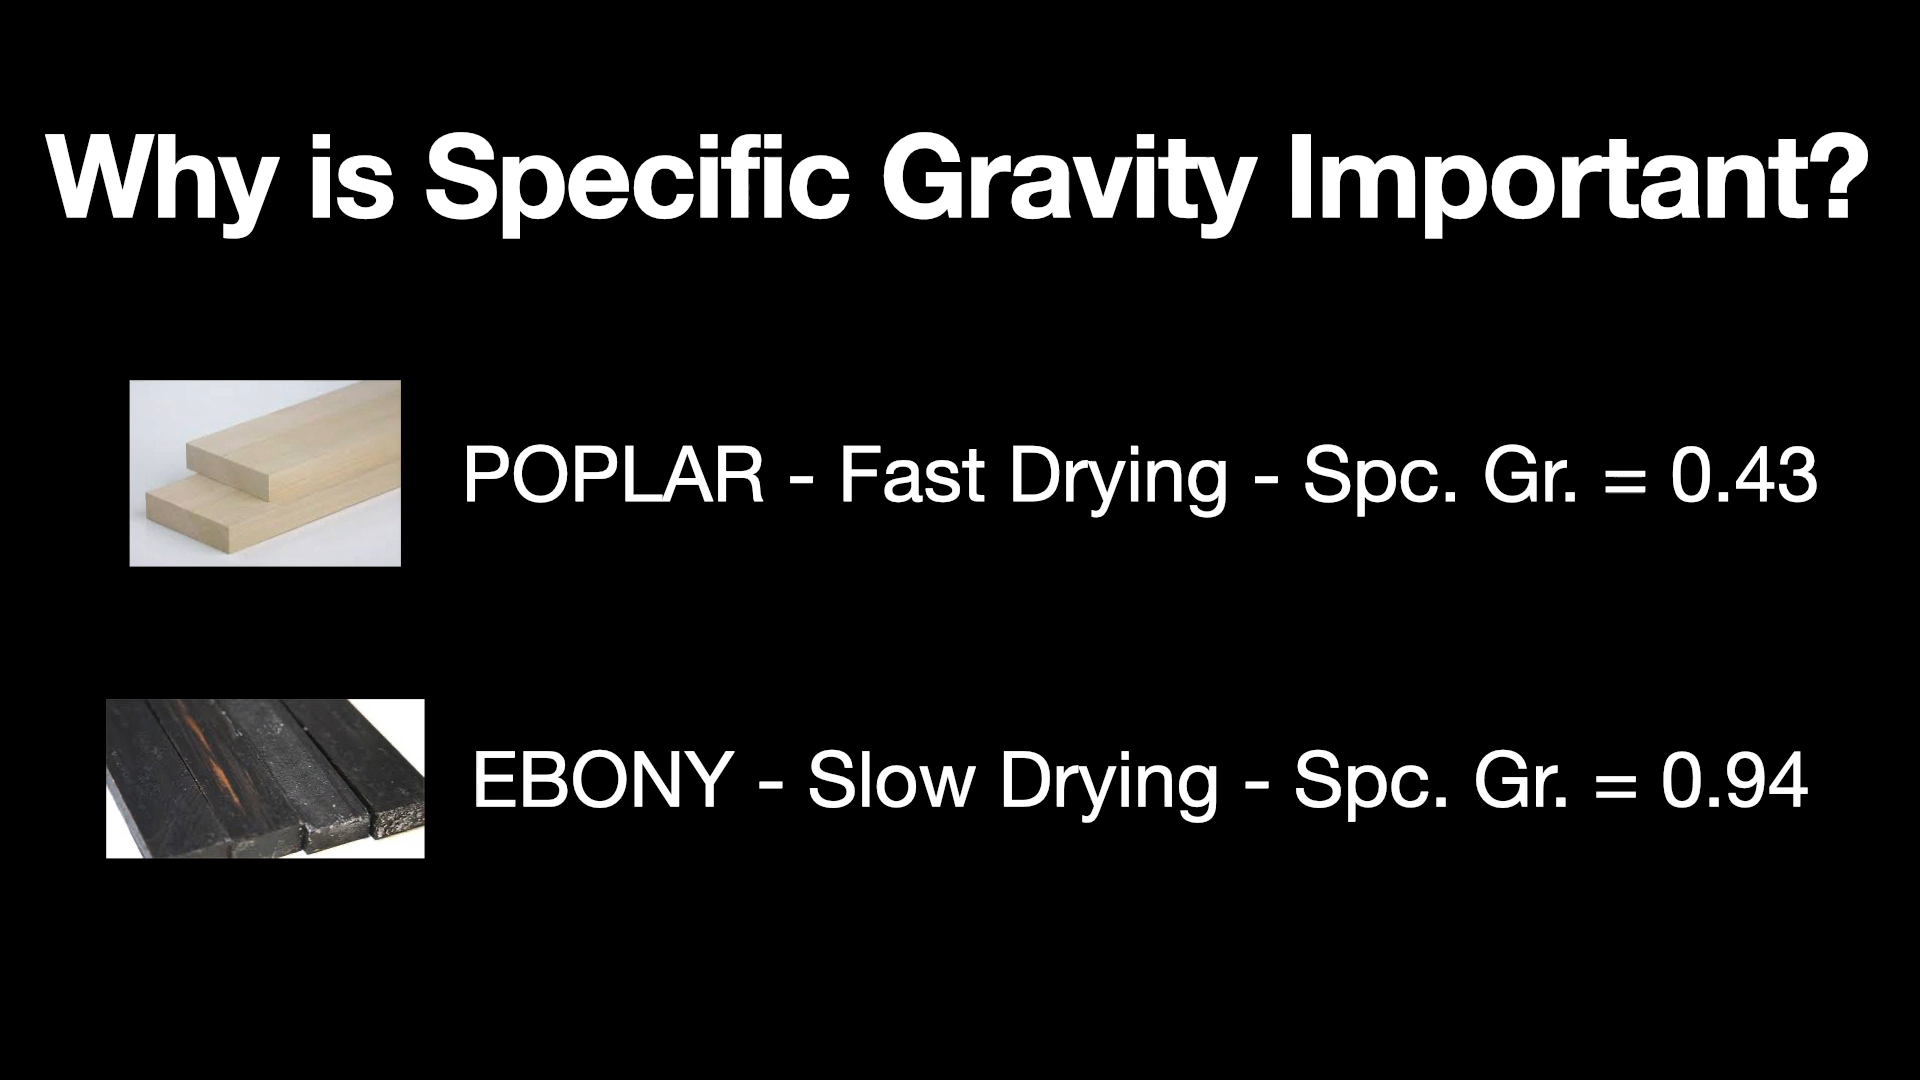 Why is Specific Gravity Important?
POPLAR - Fast Drying - Spc. Gr. = 0.43
EBONY - Slow Drying - Spc. Gr. = 0.94